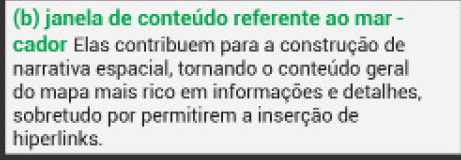 (b) janela de conteúdo referente ao mar-
cador Elas contribuem para a construção de
narrativa espacial, tornando o conteúdo geral
do mapa mais rico em informações e detalhes,
sobretudo por permitirem a inserção de
hiperlinks.